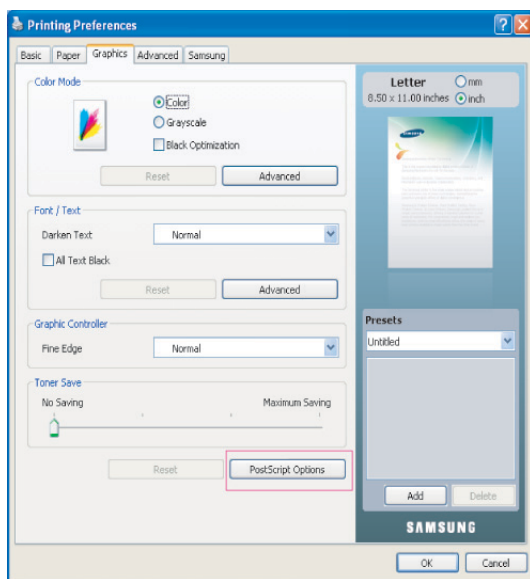 Printing Preferences
Basic Paper Graphics Advanced Samsung
Color Mode
Color
Grayscale
Black Optimization
Reset Advanced
Font / Text
Darken Text Normal
All Text Black
Reset Advanced
Graphic Controller
Fine Edge Normal
Toner Save
No Saving Maximum Saving
Reset PostScript Options
Letter mm
8.50 x 11.00 inches inch
SAMSUNG
Presets
Untitled
Add Delete
SAMSUNG
OK Cancel